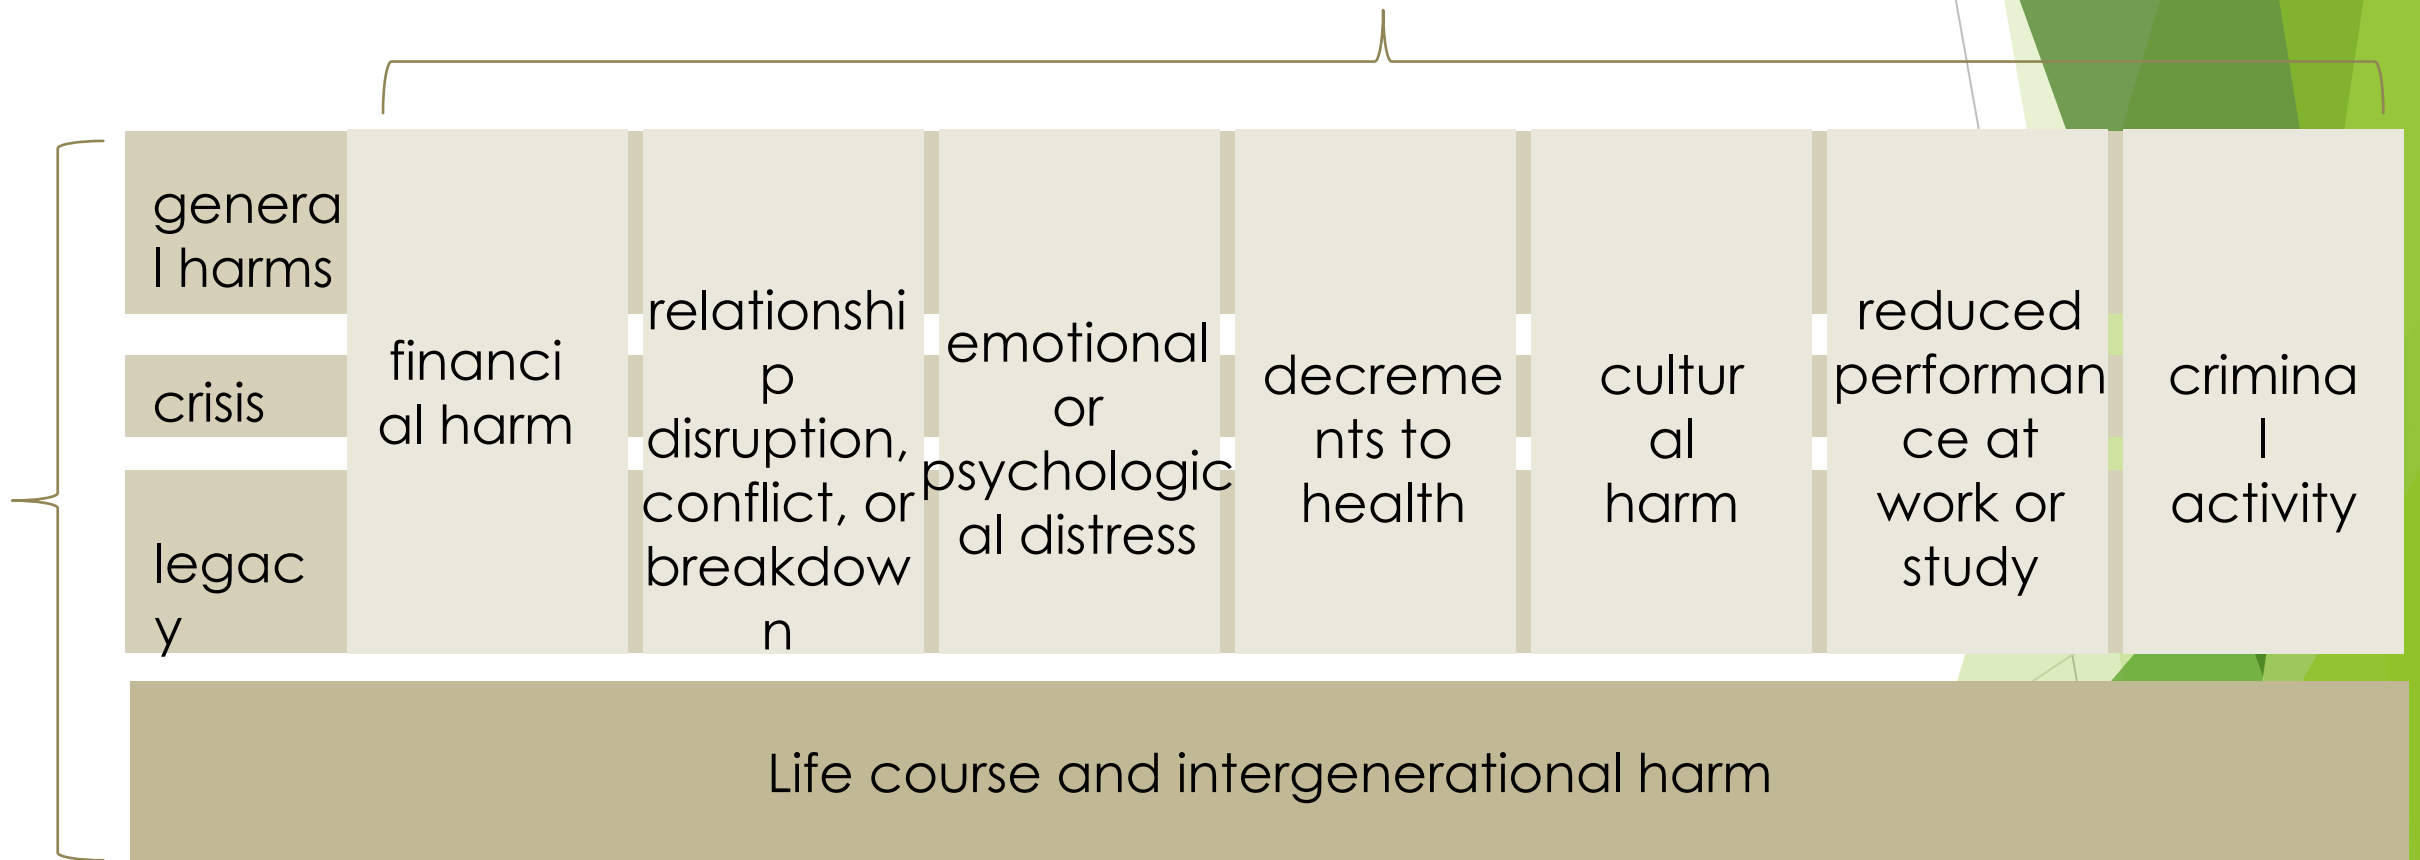 genera
l harms
crisis
legac
y
financi
al harm
relationshi
p
disruption,
conflict, or
breakdow
n
emotional
or
psychologic
al distress
decreme
nts to
health
cultur
al
harm
reduced
performan
ce at
work or
study
crimina
l
activity
Life course and intergenerational harm